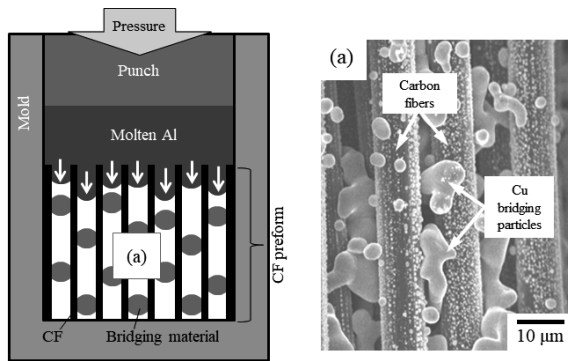 Pressure
Punch
Mold
Molten Al
(a)
CF preform
CF
Bridging material
(a)
Carbon
fibers
Cu
bridging
particles
10 μm